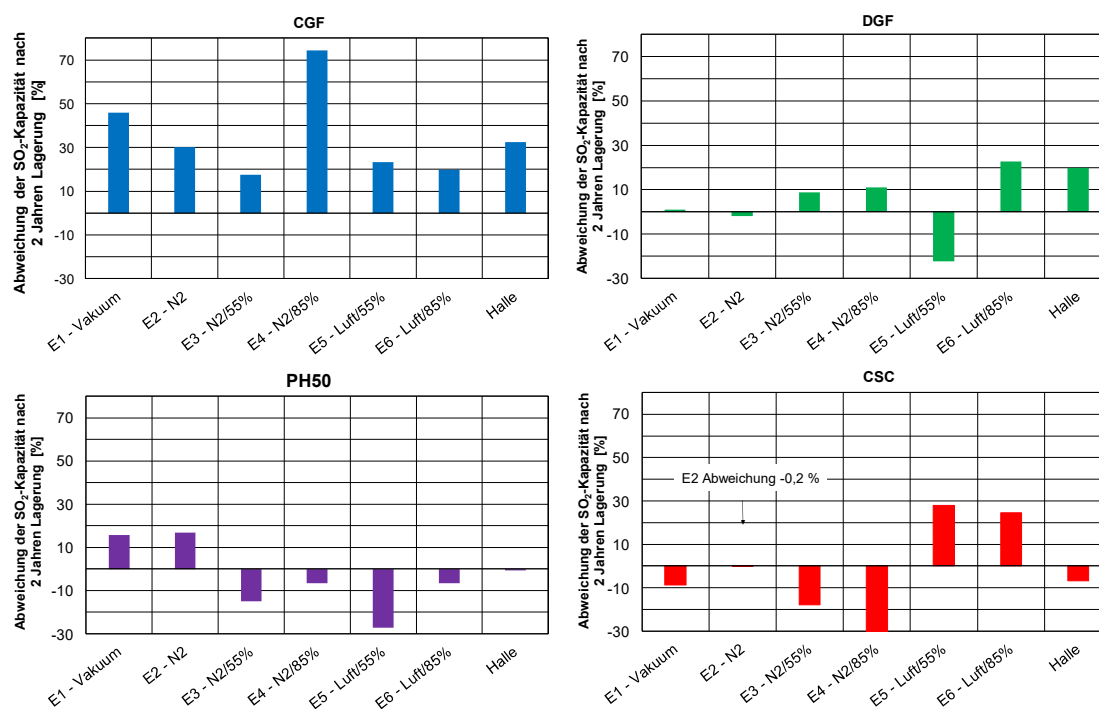 CGF
Abweichung der SO₂-Kapazität nach
2 Jahren Lagerung [%]
70
50
30
10
-10
-30
E1 - Vakuum
E2 - N2
E3 - N2/55%
E4 - N2/85%
E5 - Luft/55%
E6 - Luft/85%
Halle
DGF
Abweichung der SO₂-Kapazität nach
2 Jahren Lagerung [%]
70
50
30
10
-10
-30
E1 - Vakuum
E2 - N2
E3 - N2/55%
E4 - N2/85%
E5 - Luft/55%
E6 - Luft/85%
Halle
PH50
Abweichung der SO₂-Kapazität nach
2 Jahren Lagerung [%]
70
50
30
10
-10
-30
E1 - Vakuum
E2 - N2
E3 - N2/55%
E4 - N2/85%
E5 - Luft/55%
E6 - Luft/85%
Halle
CSC
Abweichung der SO₂-Kapazität nach
2 Jahren Lagerung [%]
70
50
30
10
-10
-30
E2 Abweichung -0,2 %
E1 - Vakuum
E2 - N2
E3 - N2/55%
E4 - N2/85%
E5 - Luft/55%
E6 - Luft/85%
Halle